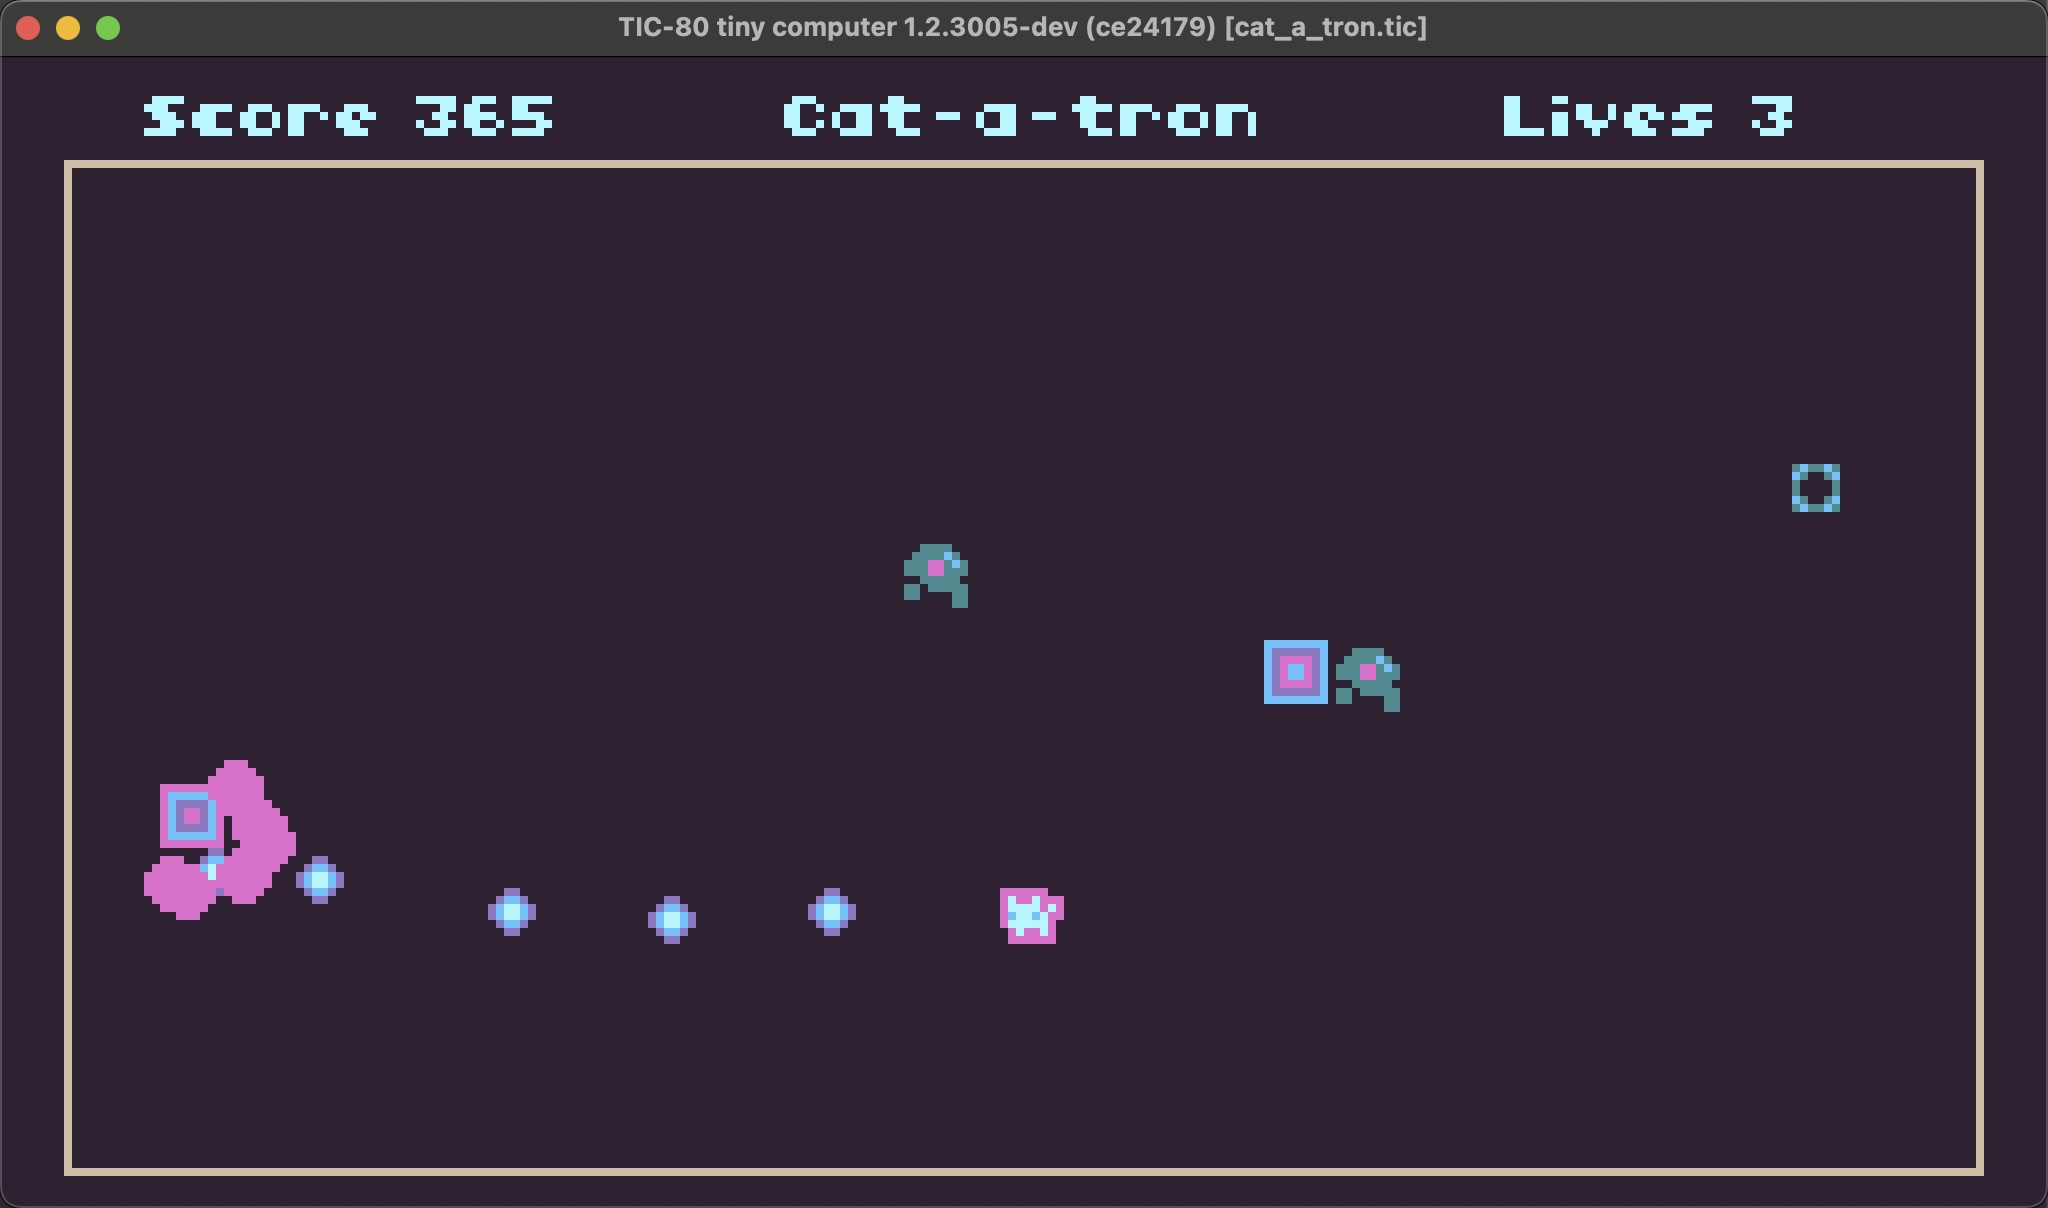 TIC-80 tiny computer 1.2.3005-dev (ce24179) [cat_a_tron.tic]
Score 365 Cat-a-tron Lives 3